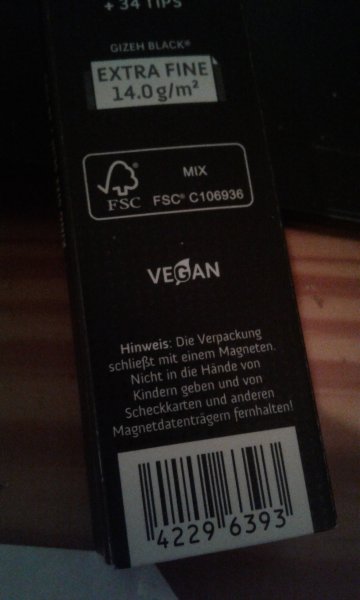 + 34 TIPS
GIZEH BLACK®
EXTRA FINE
14.0g/m²
FSC
MIX
FSC® C106936
VEGAN
Hinweis: Die Verpackung
schließt mit einem Magneten.
Nicht in die Hände von
Kindern geben und von
Scheckkarten und anderen
Magnetdatenträgern fernhalten!
4229 6393